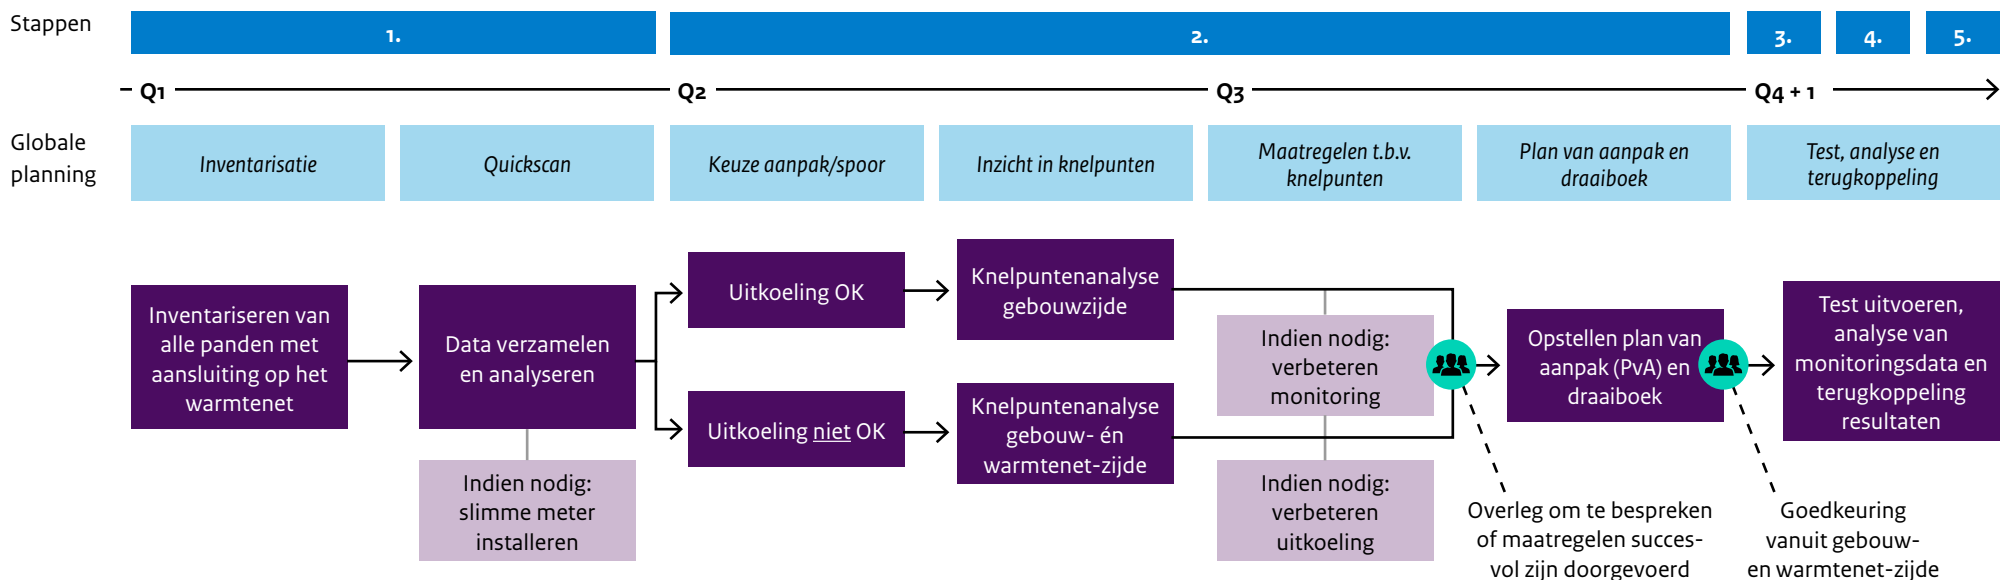 Stappen
1.
2.
3.
4.
5.
Q1
Q2
Q3
Q4 + 1
Globale
planning
Inventarisatie
Quickscan
Keuze aanpak/spoor
Inzicht in knelpunten
Maatregelen t.b.v.
knelpunten
Plan van aanpak en
draaiboek
Test, analyse en
terugkoppeling
Inventariseren van
alle panden met
aansluiting op het
warmtenet
Data verzamelen
en analyseren
Indien nodig:
slimme meter
installeren
Uitkoeling OK
Uitkoeling niet OK
Knelpuntenanalyse
gebouwzijde
Knelpuntenanalyse
gebouw- én
warmtenet-zijde
Indien nodig:
verbeteren
monitoring
Indien nodig:
verbeteren
uitkoeling
Overleg om te bespreken
of maatregelen succes-
vol zijn doorgevoerd
Opstellen plan van
aanpak (PvA) en
draaiboek
Goedkeuring
vanuit gebouw-
en warmtenet-zijde
Test uitvoeren,
analyse van
monitoringsdata en
terugkoppeling
resultaten